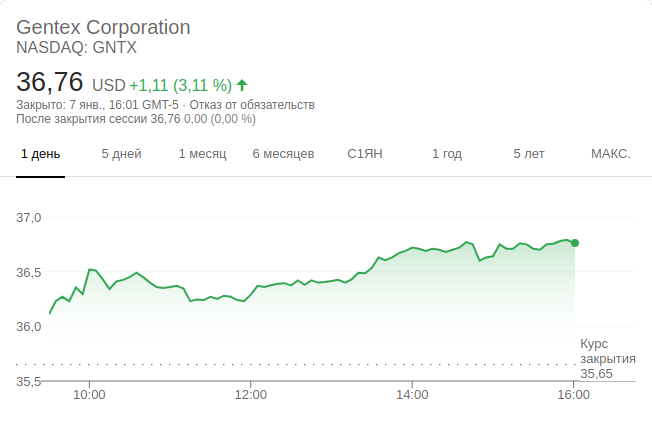 Gentex Corporation
NASDAQ: GNTX
36,76 USD +1,11 (3,11 %)
Закрыто: 7 янв., 16:01 GMT-5 · Отказ от обязательств
После закрытия сессии 36,76 0,00 (0,00 %)
1 день 5 дней 1 месяц 6 месяцев С1ЯН 1 год 5 лет МАКС.
37,0
36,5
36,0
Курс
закрытия
35,65
35,5
10:00 12:00 14:00 16:00